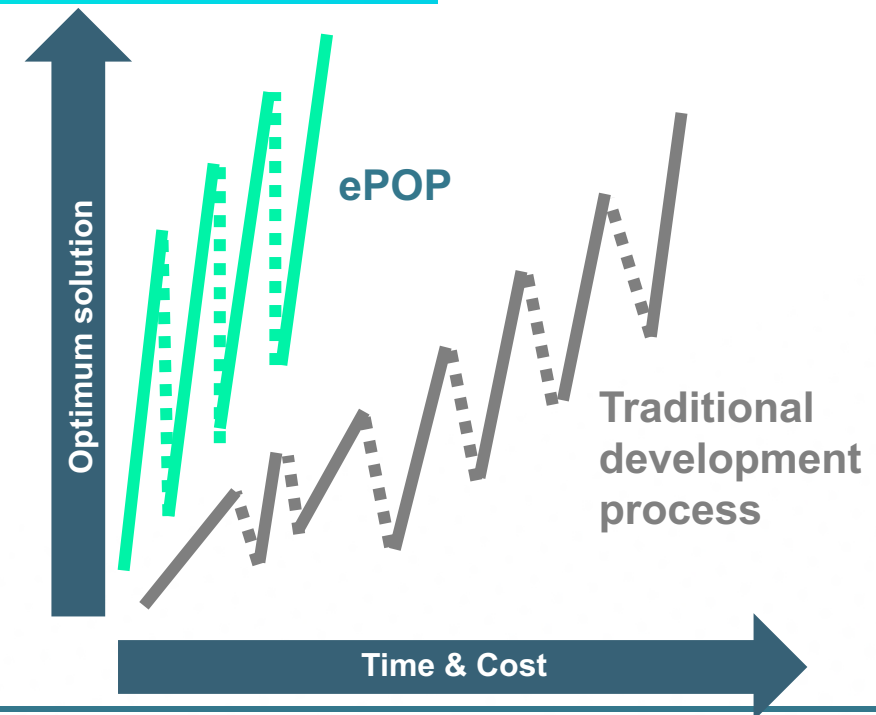 Optimum solution
ePOP
Traditional
development
process
Time & Cost